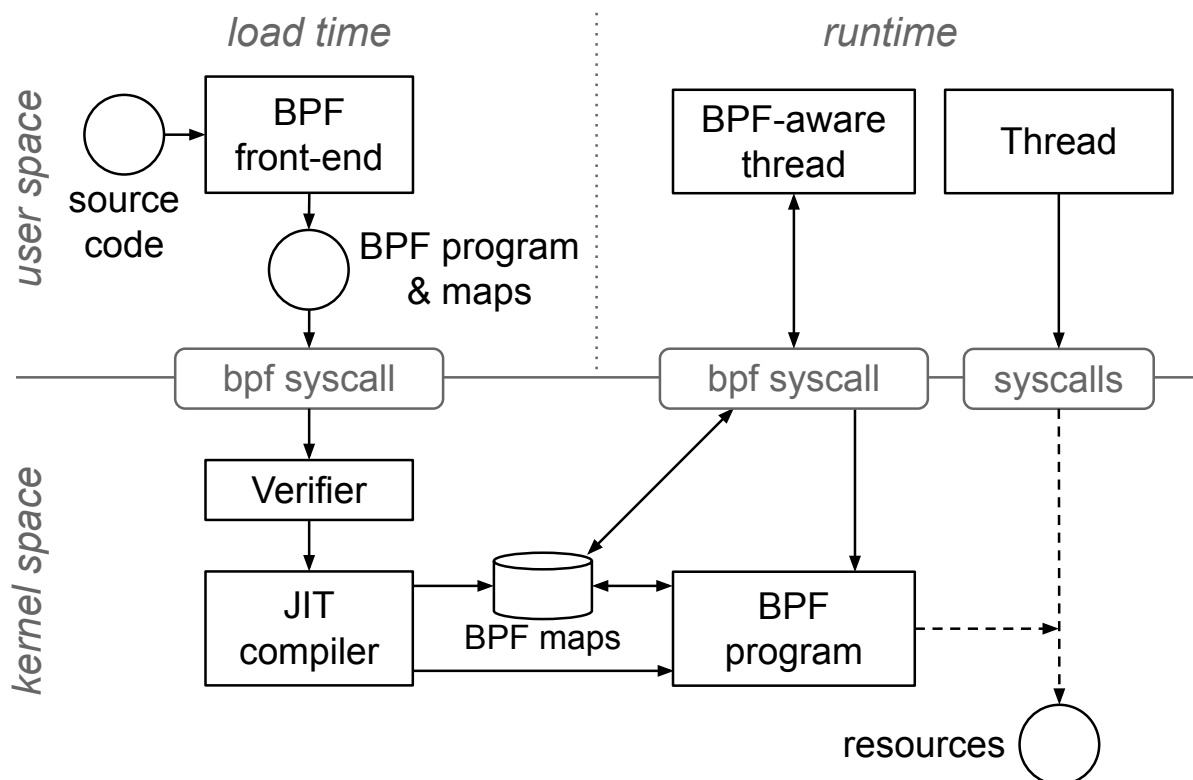 load time
runtime
user space
BPF
front-end
source
code
BPF program
& maps
BPF-aware
thread
Thread
bpf syscall
bpf syscall
syscalls
kernel space
Verifier
JIT
compiler
BPF maps
BPF
program
resources